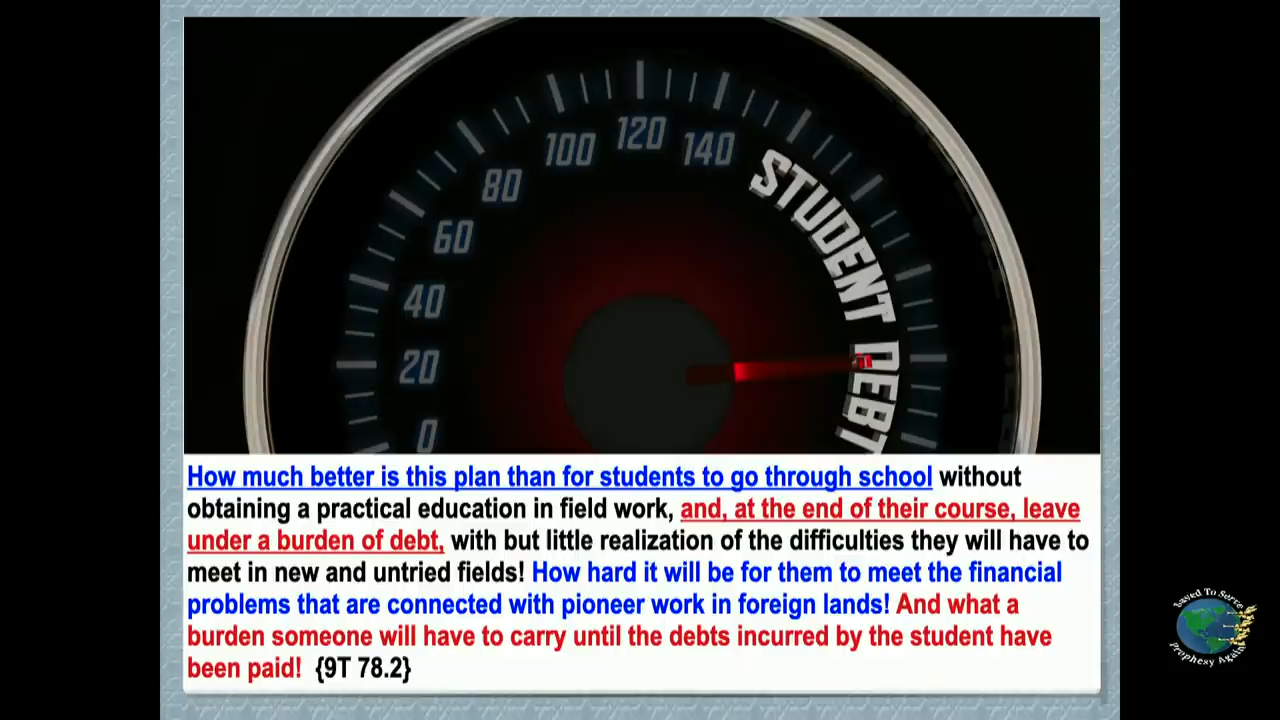 120
100
140
80
60
40
20
0
STUDENT DEBT
How much better is this plan than for students to go through school without
obtaining a practical education in field work, and, at the end of their course, leave
under a burden of debt, with but little realization of the difficulties they will have to
meet in new and untried fields! How hard it will be for them to meet the financial
problems that are connected with pioneer work in foreign lands! And what a
burden someone will have to carry until the debts incurred by the student have
been paid! {9T 78.2}
Saved To Serve
Prophesy Again